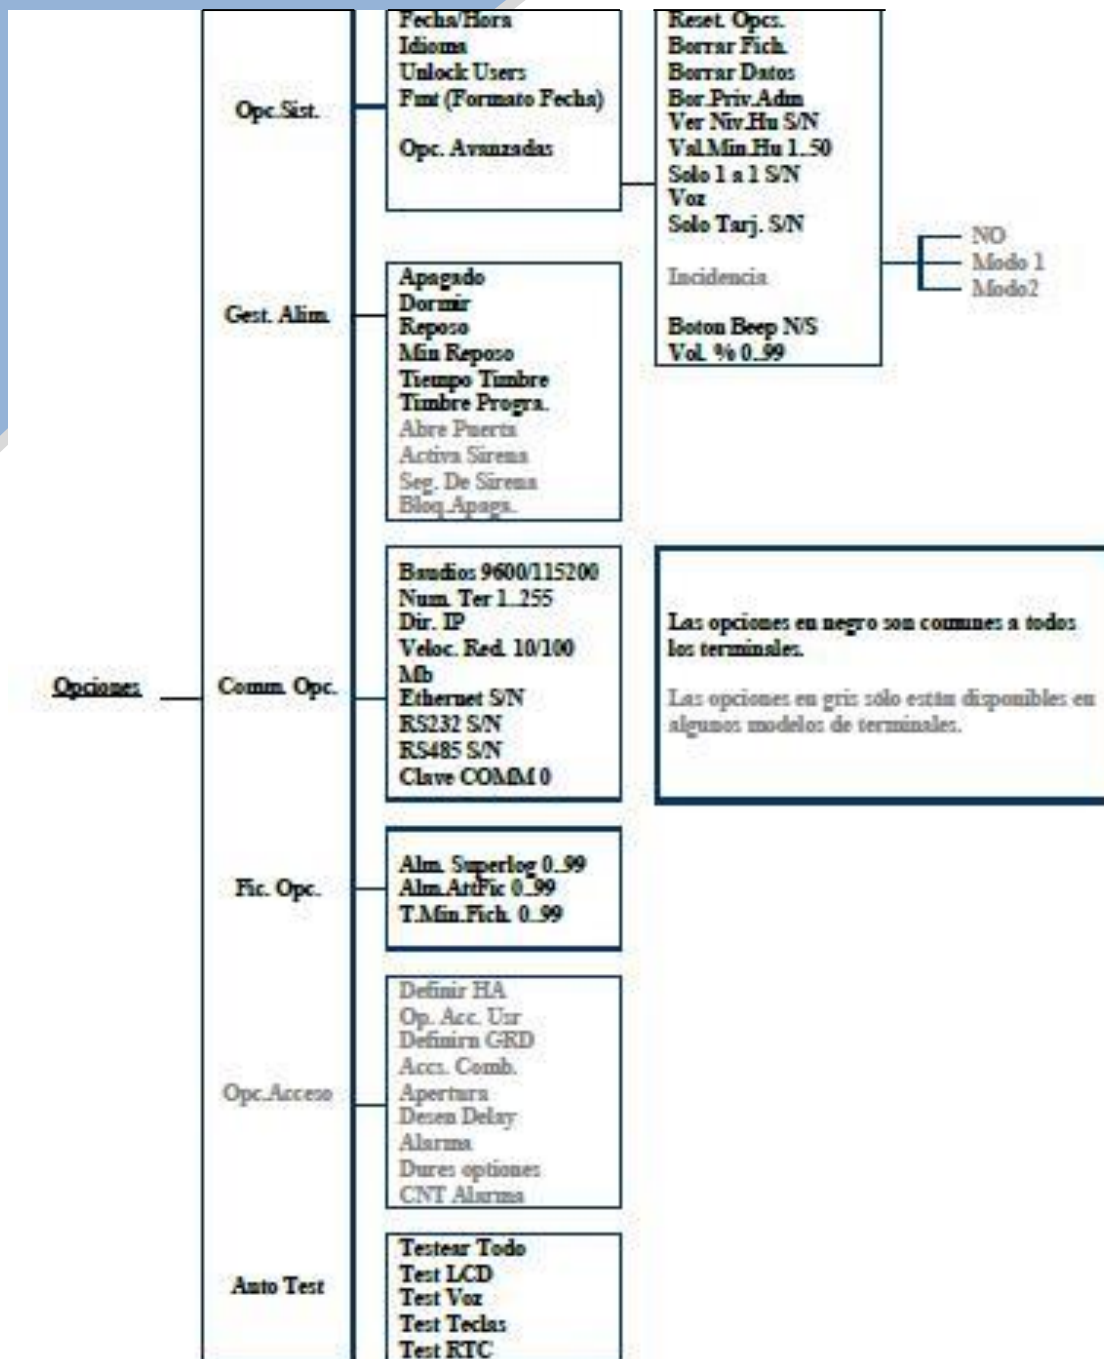 Opciones
Opc.Sist.
Fecha/Hora
Idioma
Unlock Users
Fmt (Formato Fecha)
Opc. Avanzadas
Reset. Opcs.
Borrar Fich.
Borrar Datos
Bor.Priv.Adm
Ver Niv.Hu S/N
Val.Min.Hu 1..50
Solo 1 a 1 S/N
Voz
Solo Tarj. S/N
Incidencia
Boton Beep N/S
Vol. % 0..99
NO
Modo 1
Modo2
Gest. Alim.
Apagado
Dormir
Reposo
Min Reposo
Tiempo Timbre
Timbre Progra.
Abre Puerta
Activa Sirena
Seg. De Sirena
Bloq.Apaga.
Comm. Opc.
Baudios 9600/115200
Num. Ter 1..255
Dir. IP
Veloc. Red. 10/100
Mb
Ethernet S/N
RS232 S/N
RS485 S/N
Clave COMM 0
Las opciones en negro son comunes a todos
los terminales.
Las opciones en gris sólo están disponibles en
algunos modelos de terminales.
Fic. Opc.
Alm. Superlog 0..99
Alm.AttFic 0..99
T.Min.Fich. 0..99
Opc.Acceso
Definir HA
Op. Acc. Usr
Definirn GRD
Accs. Comb.
Apertura
Desen Delay
Alarma
Dures optiones
CNT Alarma
Auto Test
Testear Todo
Test LCD
Test Voz
Test Teclas
Test RTC